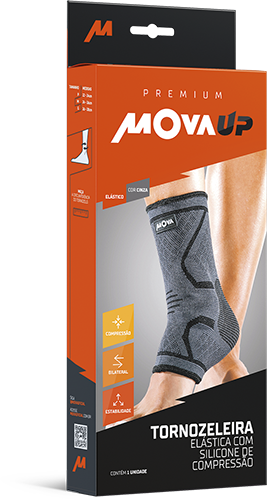 PREMIUM
MOVAUP
ELÁSTICO
COR CINZA
MOVA
COMPRESSÃO
BILATERAL
ESTABILIDADE
TORNOZELEIRA
ELÁSTICA COM
SILICONE DE
COMPRESSÃO
CONTÉM 1 UNIDADE